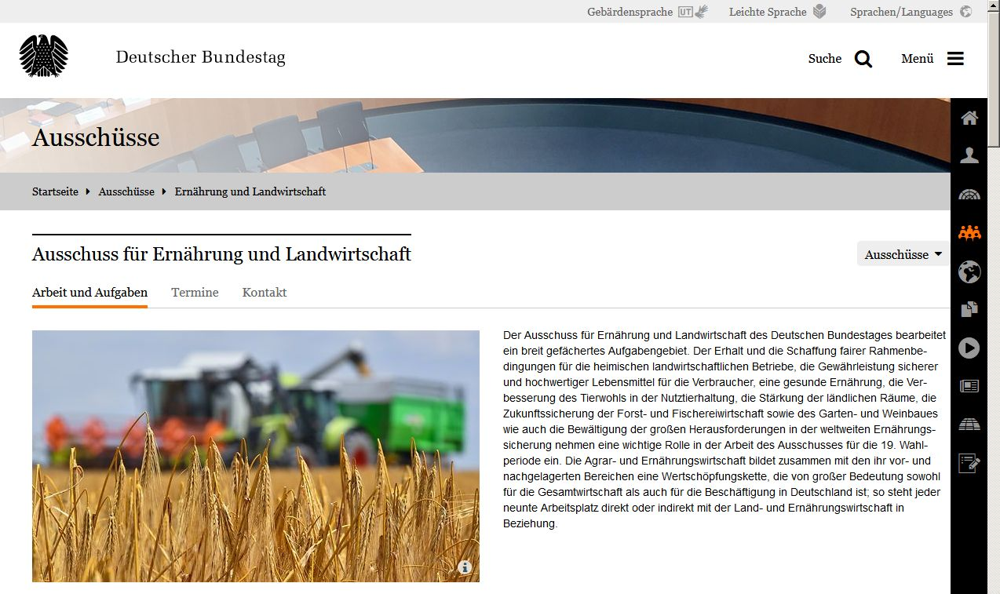 Gebärdensprache UT
Leichte Sprache
Sprachen/Languages
Deutscher Bundestag
Suche
Menü
Ausschüsse
Startseite Ausschüsse Ernährung und Landwirtschaft
Ausschuss für Ernährung und Landwirtschaft
Ausschüsse
Arbeit und Aufgaben Termine Kontakt
Der Ausschuss für Ernährung und Landwirtschaft des Deutschen Bundestages bearbeitet
ein breit gefächertes Aufgabengebiet. Der Erhalt und die Schaffung fairer Rahmenbe-
dingungen für die heimischen landwirtschaftlichen Betriebe, die Gewährleistung sicherer
und hochwertiger Lebensmittel für die Verbraucher, eine gesunde Ernährung, die Ver-
besserung des Tierwohls in der Nutztierhaltung, die Stärkung der ländlichen Räume, die
Zukunftssicherung der Forst- und Fischereiwirtschaft sowie des Garten- und Weinbaues
wie auch die Bewältigung der großen Herausforderungen in der weltweiten Ernährungs-
sicherung nehmen eine wichtige Rolle in der Arbeit des Ausschusses für die 19. Wahl-
periode ein. Die Agrar- und Ernährungswirtschaft bildet zusammen mit den ihr vor- und
nachgelagerten Bereichen eine Wertschöpfungskette, die von großer Bedeutung sowohl
für die Gesamtwirtschaft als auch für die Beschäftigung in Deutschland ist; so steht jeder
neunte Arbeitsplatz direkt oder indirekt mit der Land- und Ernährungswirtschaft in
Beziehung.